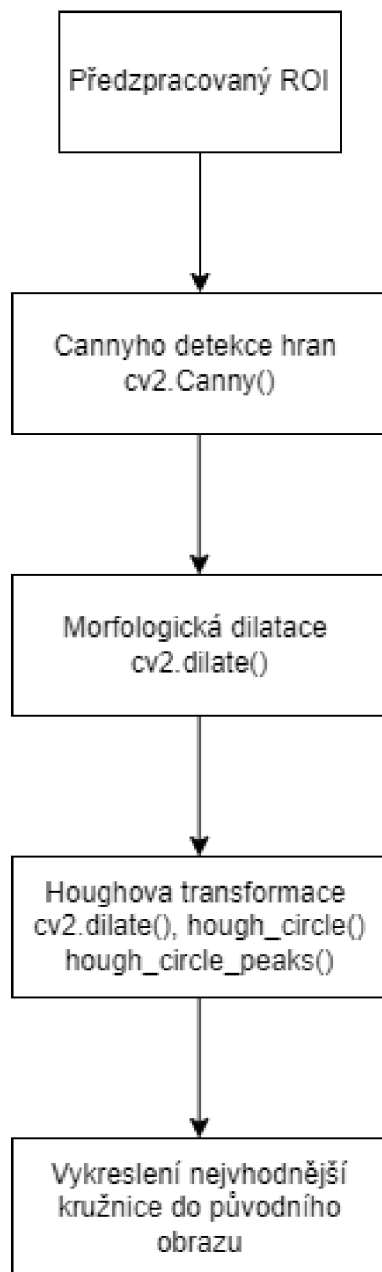 Předzpracovaný ROI
Cannyho detekce hran
cv2.Canny()
Morfologická dilatace
cv2.dilate()
Houghova transformace
cv2.dilate(), hough_circle()
hough_circle_peaks()
Vykreslení nejvhodnější
kružnice do původního
obrazu